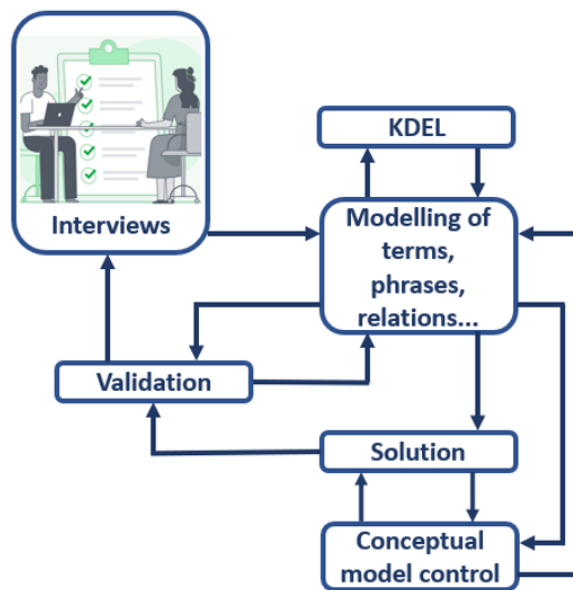 Interviews
KDEL
Modelling of
terms,
phrases,
relations...
Validation
Solution
Conceptual
model control